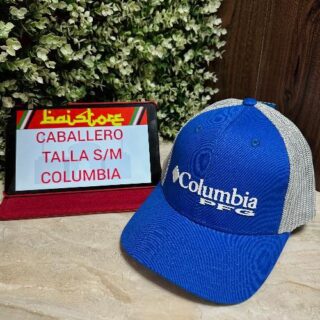 baistore
CABALLERO
TALLA S/M
COLUMBIA
Columbia
PFG